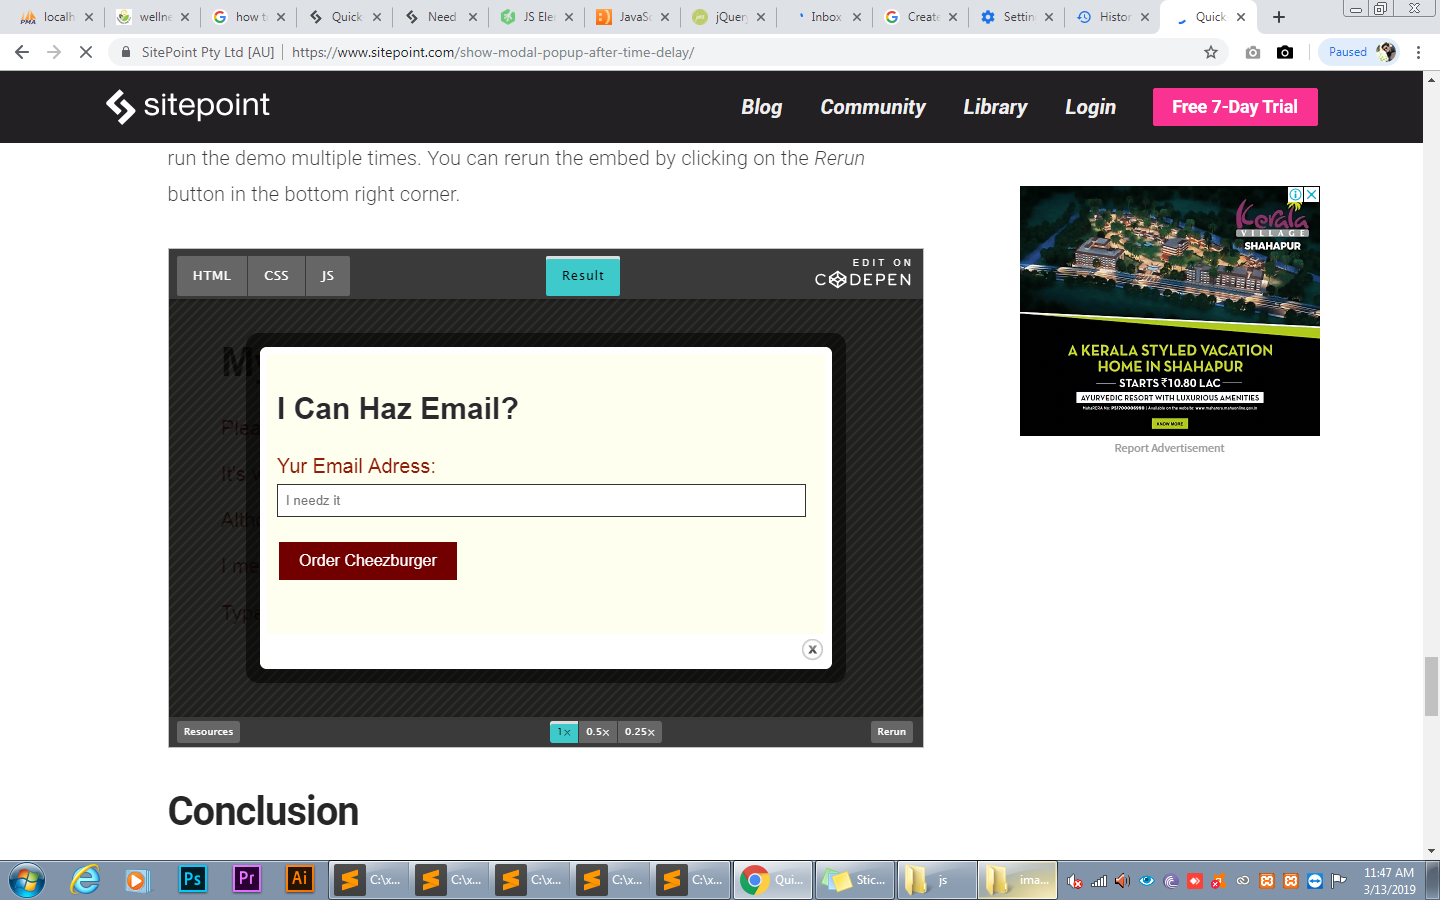 localh
wellne
how to
Quick
Need
JS Ele
JavaSc
jQuery
Inbox
Create
Settin
Histor
Quick
SitePoint Pty Ltd [AU]
https://www.sitepoint.com/show-modal-popup-after-time-delay/
Paused
sitepoint
Blog
Community
Library
Login
Free 7-Day Trial
run the demo multiple times. You can rerun the embed by clicking on the Rerun
button in the bottom right corner.
HTML
CSS
JS
Result
EDIT ON
CODEPEN
I Can Haz Email?
Yur Email Adress:
I needz it
Order Cheezburger
x
Resources
1×
0.5×
0.25×
Rerun
Kerala
VILLAGE
SHAHAPUR
A KERALA STYLED VACATION
HOME IN SHAHAPUR
STARTS ₹10.80 LAC
AYURVEDIC RESORT WITH LUXURIOUS AMENITIES
KNOW MORE
Report Advertisement
Conclusion
Ps
Pr
Ai
C:\x...
C:\x...
C:\x...
C:\x...
C:\x...
Qui...
Stic...
js
ima...
11:47 AM
3/13/2019